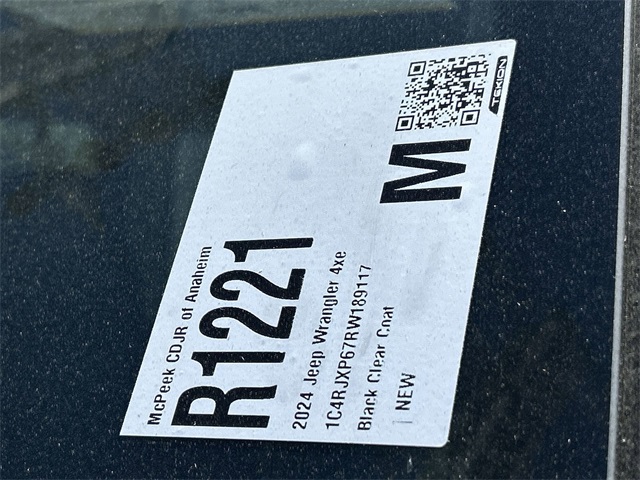 McPeek CDJR of Anaheim
R1221
2024 Jeep Wrangler 4xe
1C4RJXP67RW189117
Black Clear Coat
NEW
M
TEKION